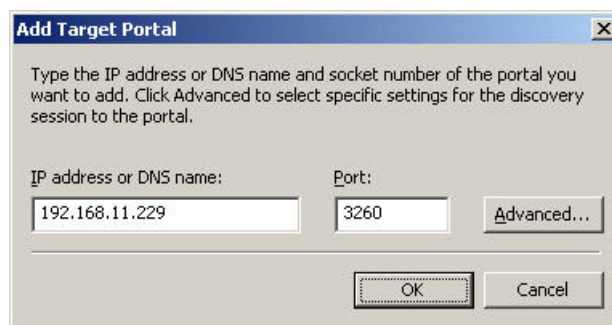 Add Target Portal
Type the IP address or DNS name and socket number of the portal you
want to add. Click Advanced to select specific settings for the discovery
session to the portal.
IP address or DNS name: Port:
192.168.11.229 3260 Advanced...
OK Cancel